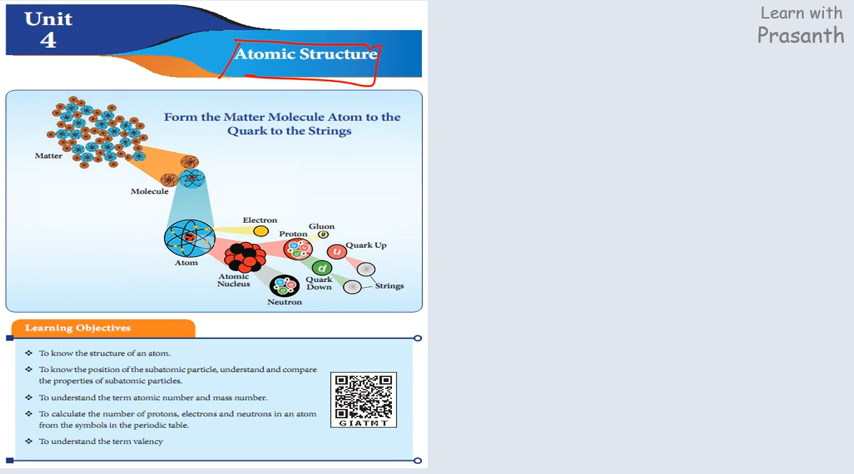 Learn with
Prasanth
Unit
4
Atomic Structure
Form the Matter Molecule Atom to the
Quark to the Strings
Matter
Molecule
Atom
Electron
Proton
Gluon
Quark Up
u
d
Atomic
Nucleus
Quark
Down
Strings
Neutron
Learning Objectives
❖ To know the structure of an atom.
❖ To know the position of the subatomic particle, understand and compare
the properties of subatomic particles.
❖ To understand the term atomic number and mass number.
❖ To calculate the number of protons, electrons and neutrons in an atom
from the symbols in the periodic table.
❖ To understand the term valency
GIATMT